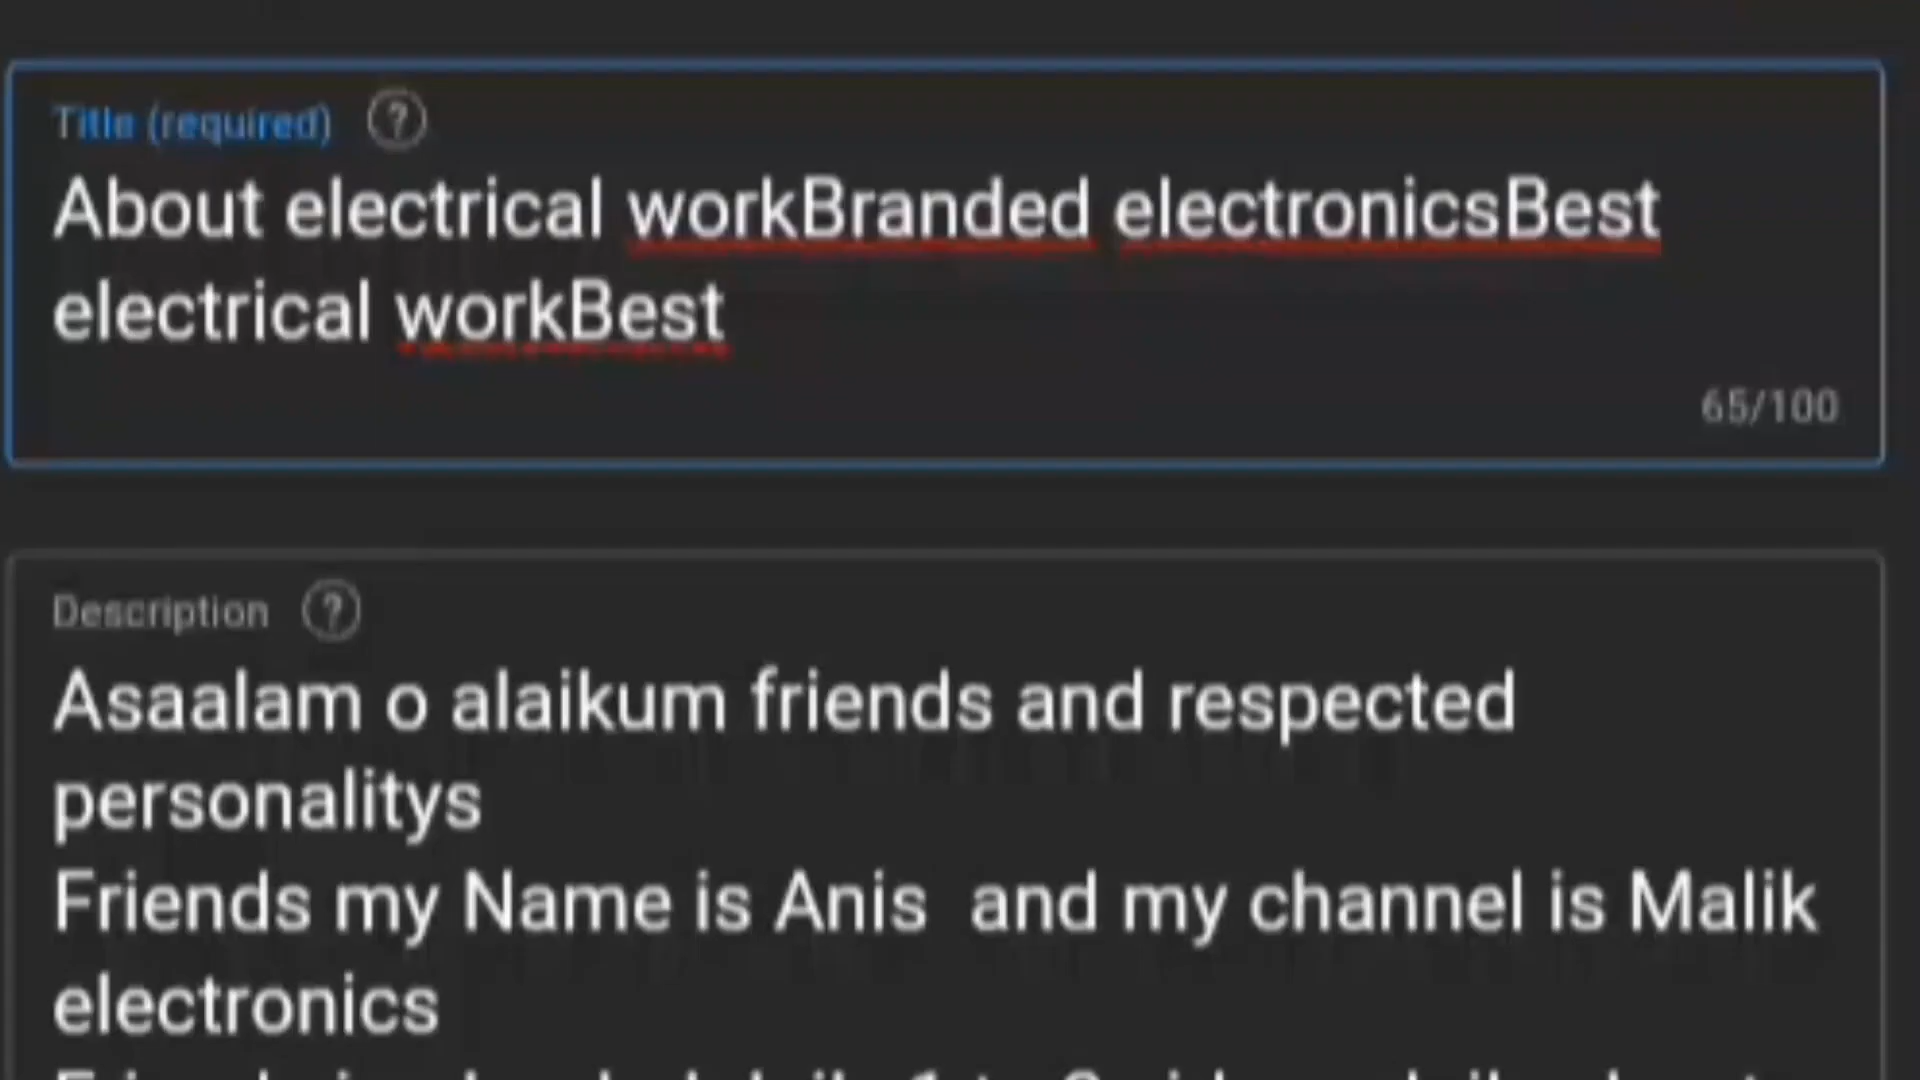 Title (required) ?
About electrical workBranded electronicsBest
electrical workBest
65/100
Description ?
Asaalam o alaikum friends and respected
personalitys
Friends my Name is Anis  and my channel is Malik
electronics